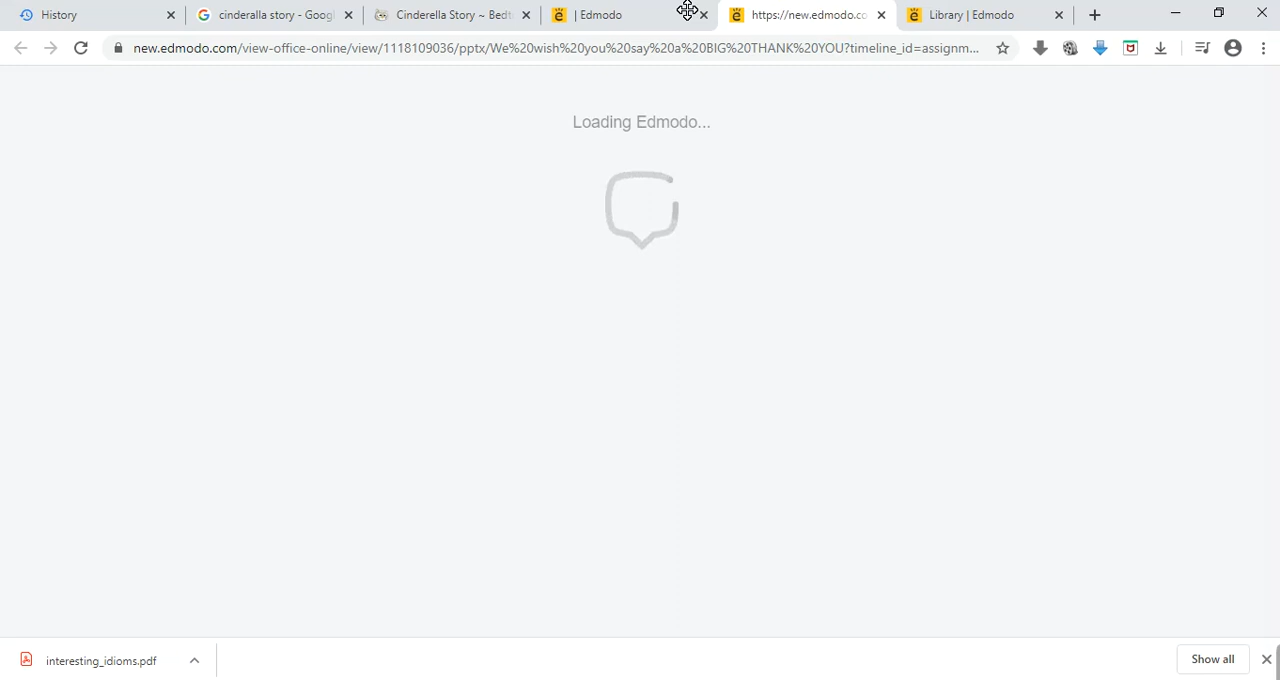 History
cinderalla story - Goog
Cinderella Story ~ Bedt
| Edmodo
https://new.edmodo.co
Library | Edmodo
new.edmodo.com/view-office-online/view/1118109036/pptx/We%20wish%20you%20say%20a%20BIG%20THANK%20YOU?timeline_id=assignm...
Loading Edmodo...
interesting_idioms.pdf
Show all